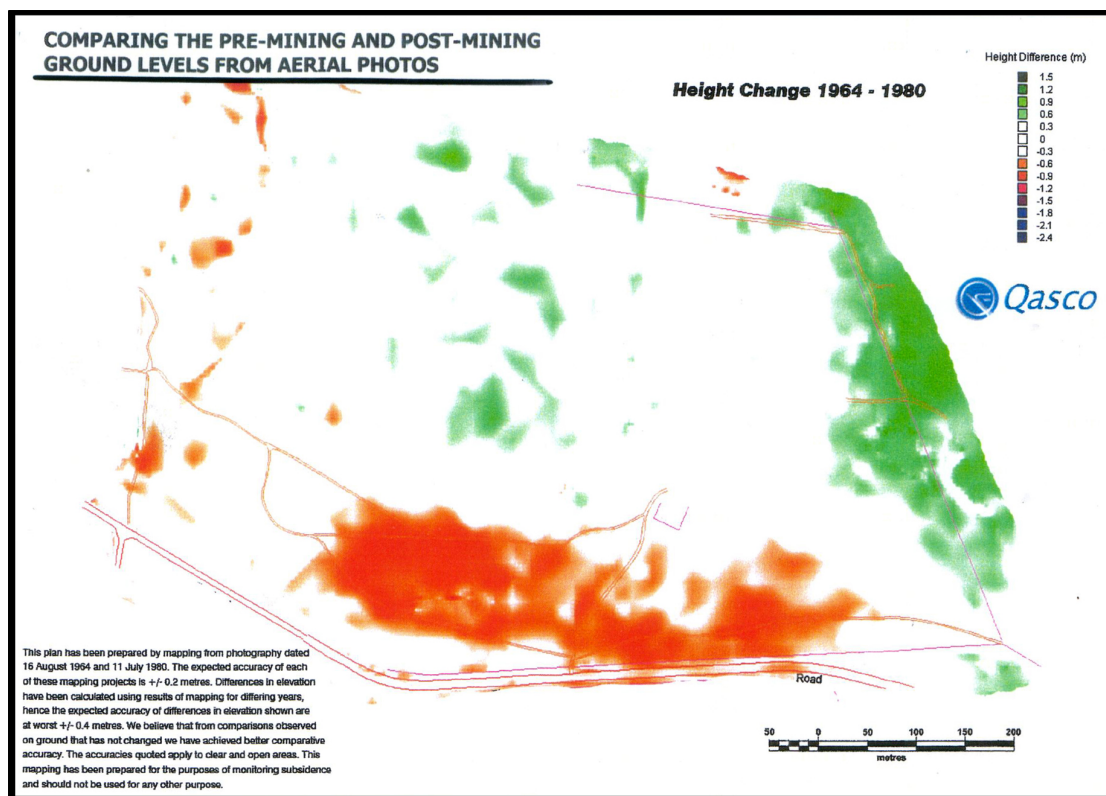 COMPARING THE PRE-MINING AND POST-MINING
GROUND LEVELS FROM AERIAL PHOTOS
Height Change 1964 - 1980
Height Difference (m)
1.5
1.2
0.9
0.6
0.3
0
-0.3
-0.6
-0.9
-1.2
-1.5
-1.8
-2.1
-2.4
Qasco
Road
This plan has been prepared by mapping from photography dated
16 August 1964 and 11 July 1980. The expected accuracy of each
of these mapping projects is +/- 0.2 metres. Differences in elevation
have been calculated using results of mapping for differing years,
hence the expected accuracy of differences in elevation shown are
at worst +/- 0.4 metres. We believe that from comparisons observed
on ground that has not changed we have achieved better comparative
accuracy. The accuracies quoted apply to clear and open areas. This
mapping has been prepared for the purposes of monitoring subsidence
and should not be used for any other purpose.
50 0 50 100 150 200
metres